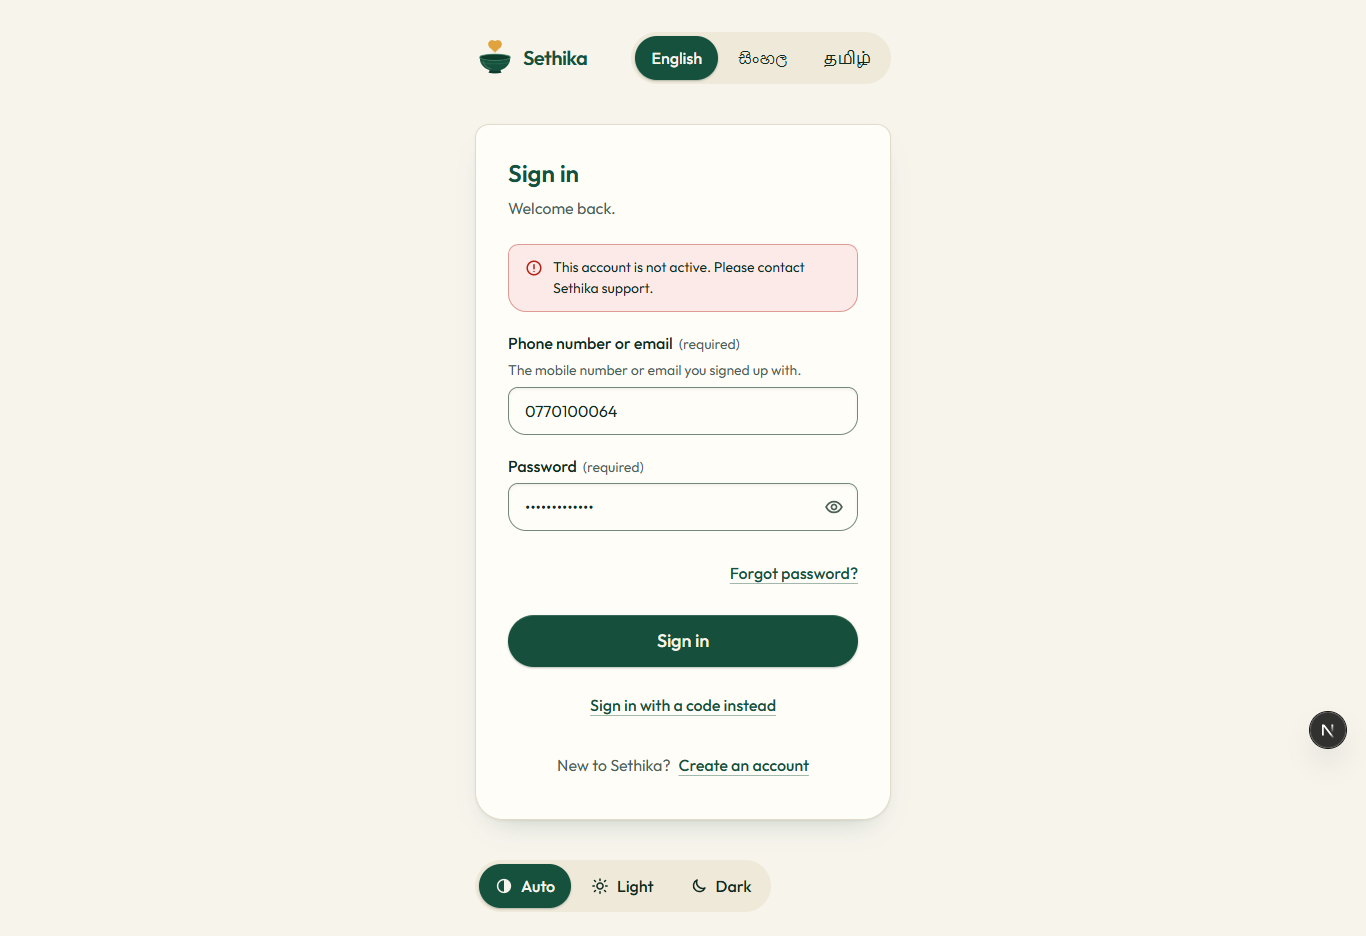 Sethika
English
සිංහල
தமிழ்
Sign in
Welcome back.
This account is not active. Please contact
Sethika support.
Phone number or email (required)
The mobile number or email you signed up with.
0770100064
Password (required)
•••••••••••••
Forgot password?
Sign in
Sign in with a code instead
New to Sethika? Create an account
N
Auto
Light
Dark